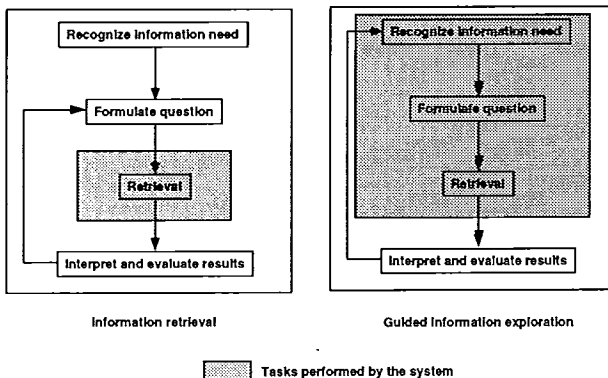 Recognize information need
Formulate question
Retrieval
Interpret and evaluate results
Information retrieval
Recognize information need
Formulate question
Retrieval
Interpret and evaluate results
Guided information exploration
Tasks performed by the system